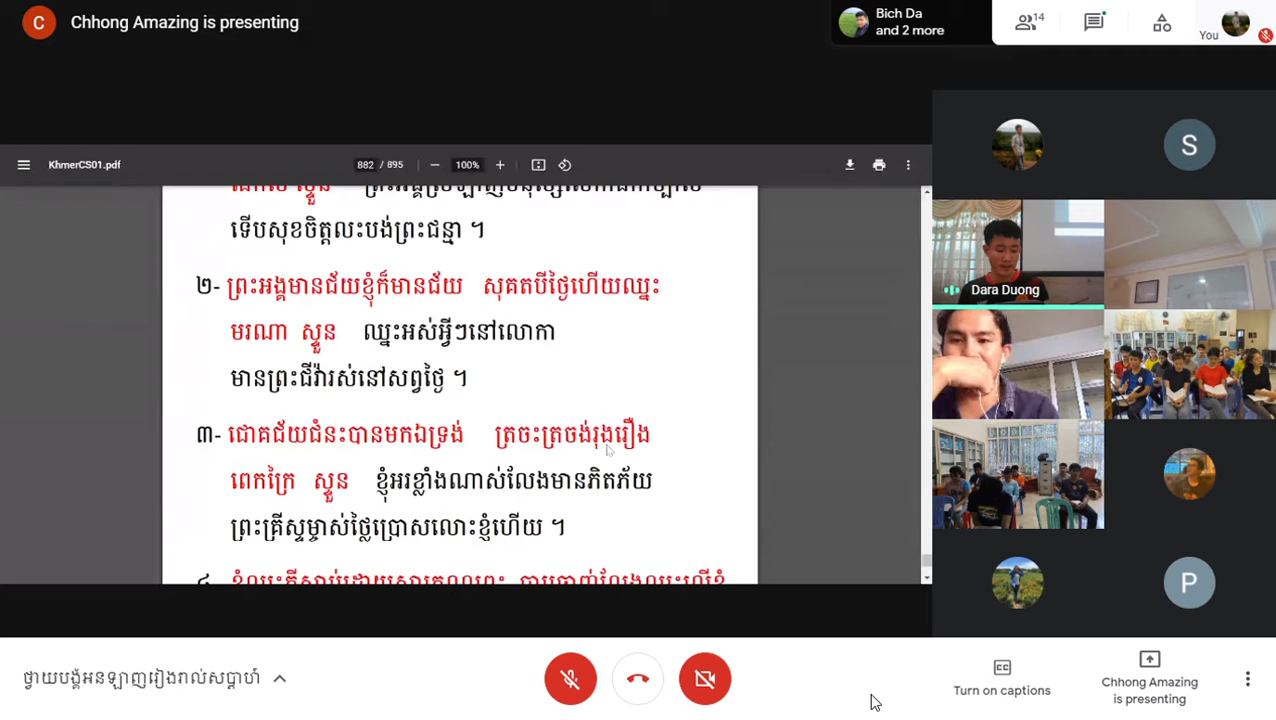 C Chhong Amazing is presenting
Bich Da
and 2 more
14
You
KhmerCS01.pdf
882 / 895
100%
ទើបសុខចិត្តលះបង់ព្រះជន្មា ។
២- ព្រះអង្គមានជ័យខ្ញុំក៏មានជ័យ សុគតបីថ្ងៃហើយឈ្នះ
មរណា ស្ទួន ឈ្នះអស់អ្វីៗនៅលោកា
មានព្រះជីវ៉ារស់នៅសព្វថ្ងៃ ។
៣- ជោគជ័យជំនះបានមកឯទ្រង់ ត្រចះត្រចង់រុងរឿង
ពេកក្រៃ ស្ទួន ខ្ញុំអរខ្លាំងណាស់លែងមានភិតភ័យ
ព្រះគ្រីស្ទម្ចាស់ថ្លៃប្រោសលោះខ្ញុំហើយ ។
S
Dara Duong
P
ថ្វាយបង្គំអនឡាញរៀងរាល់សប្ដាហ៍
Turn on captions
Chhong Amazing
is presenting